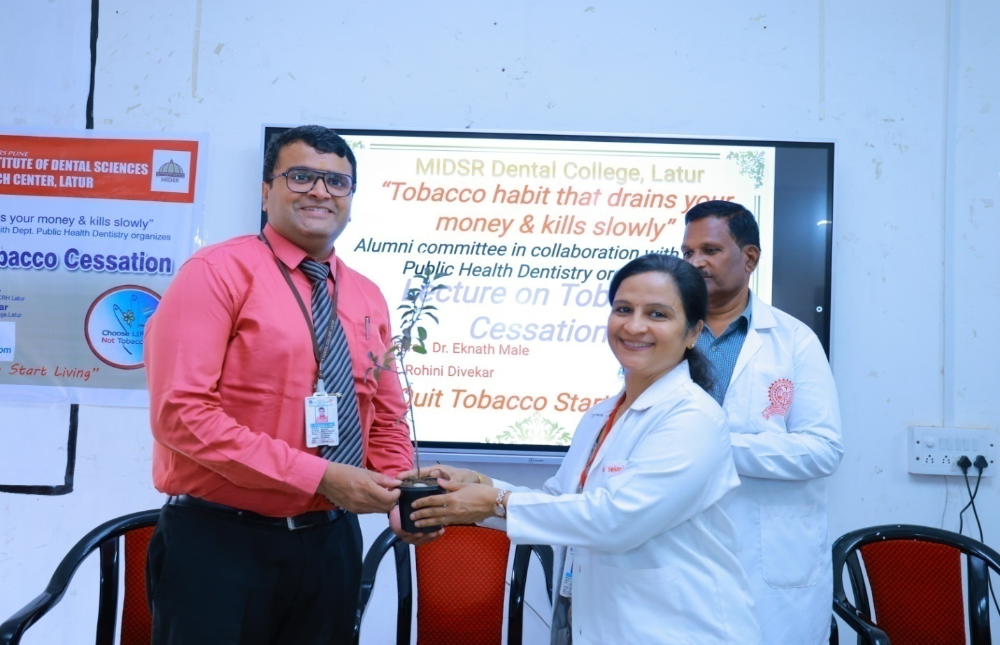 RS PUNE
TITUTE OF DENTAL SCIENCES
CH CENTER, LATUR
MIDSR
s your money & kills slowly”
ith Dept. Public Health Dentistry organizes
bacco Cessation
CRH Latur
ar
ge,Latur
Choose LIF
Not Tobacc
om
Start Living”
MIDSR Dental College, Latur
“Tobacco habit that drains your
money & kills slowly”
Alumni committee in collaboration with
Public Health Dentistry or
Lecture on Tob
Cessation
Dr. Eknath Male
Rohini Divekar
Quit Tobacco Start